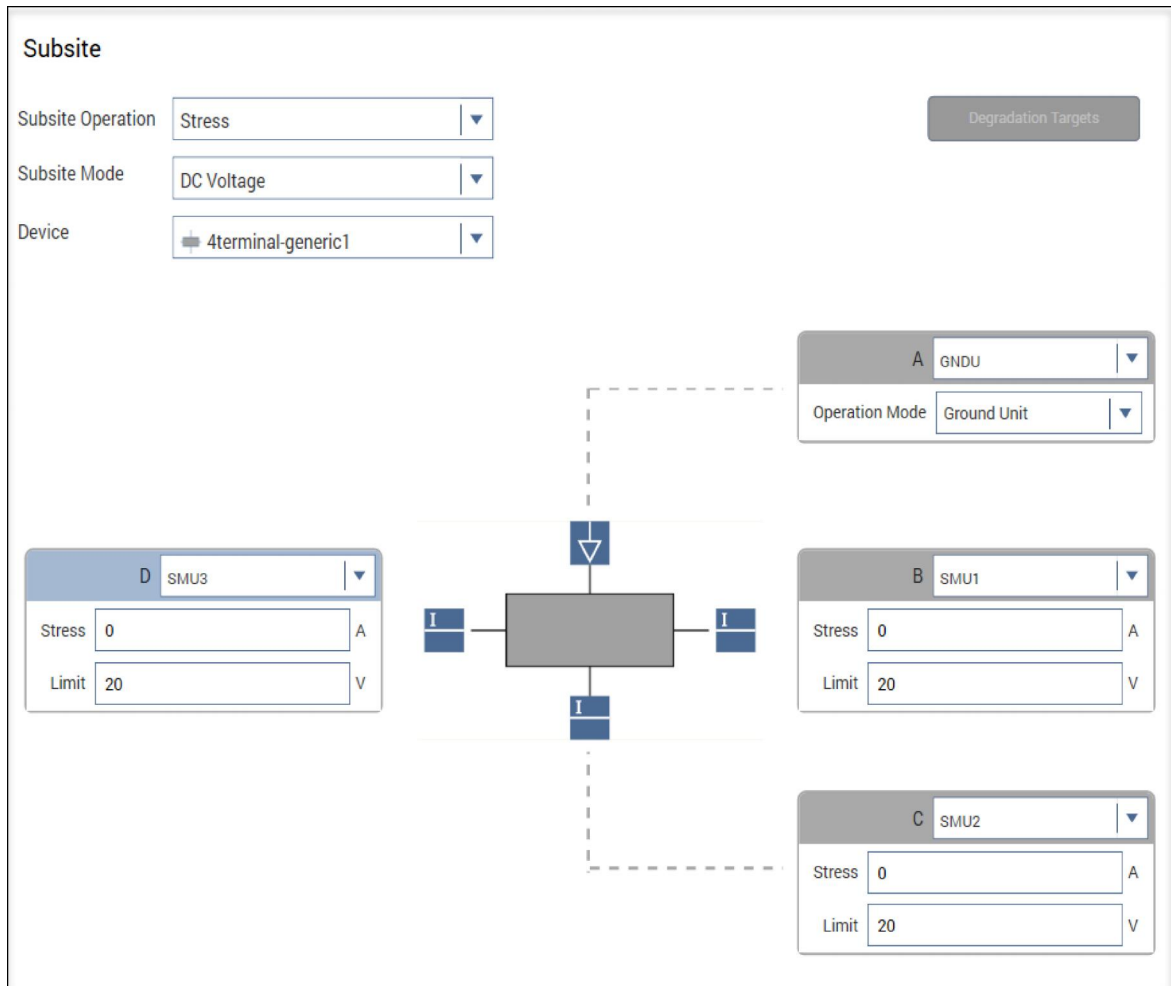 Subsite
Subsite Operation Stress
Degradation Targets
Subsite Mode DC Voltage
Device 4terminal-generic1
A GNDU
Operation Mode Ground Unit
D SMU3
Stress 0 A
Limit 20 V
I
I
I
B SMU1
Stress 0 A
Limit 20 V
C SMU2
Stress 0 A
Limit 20 V